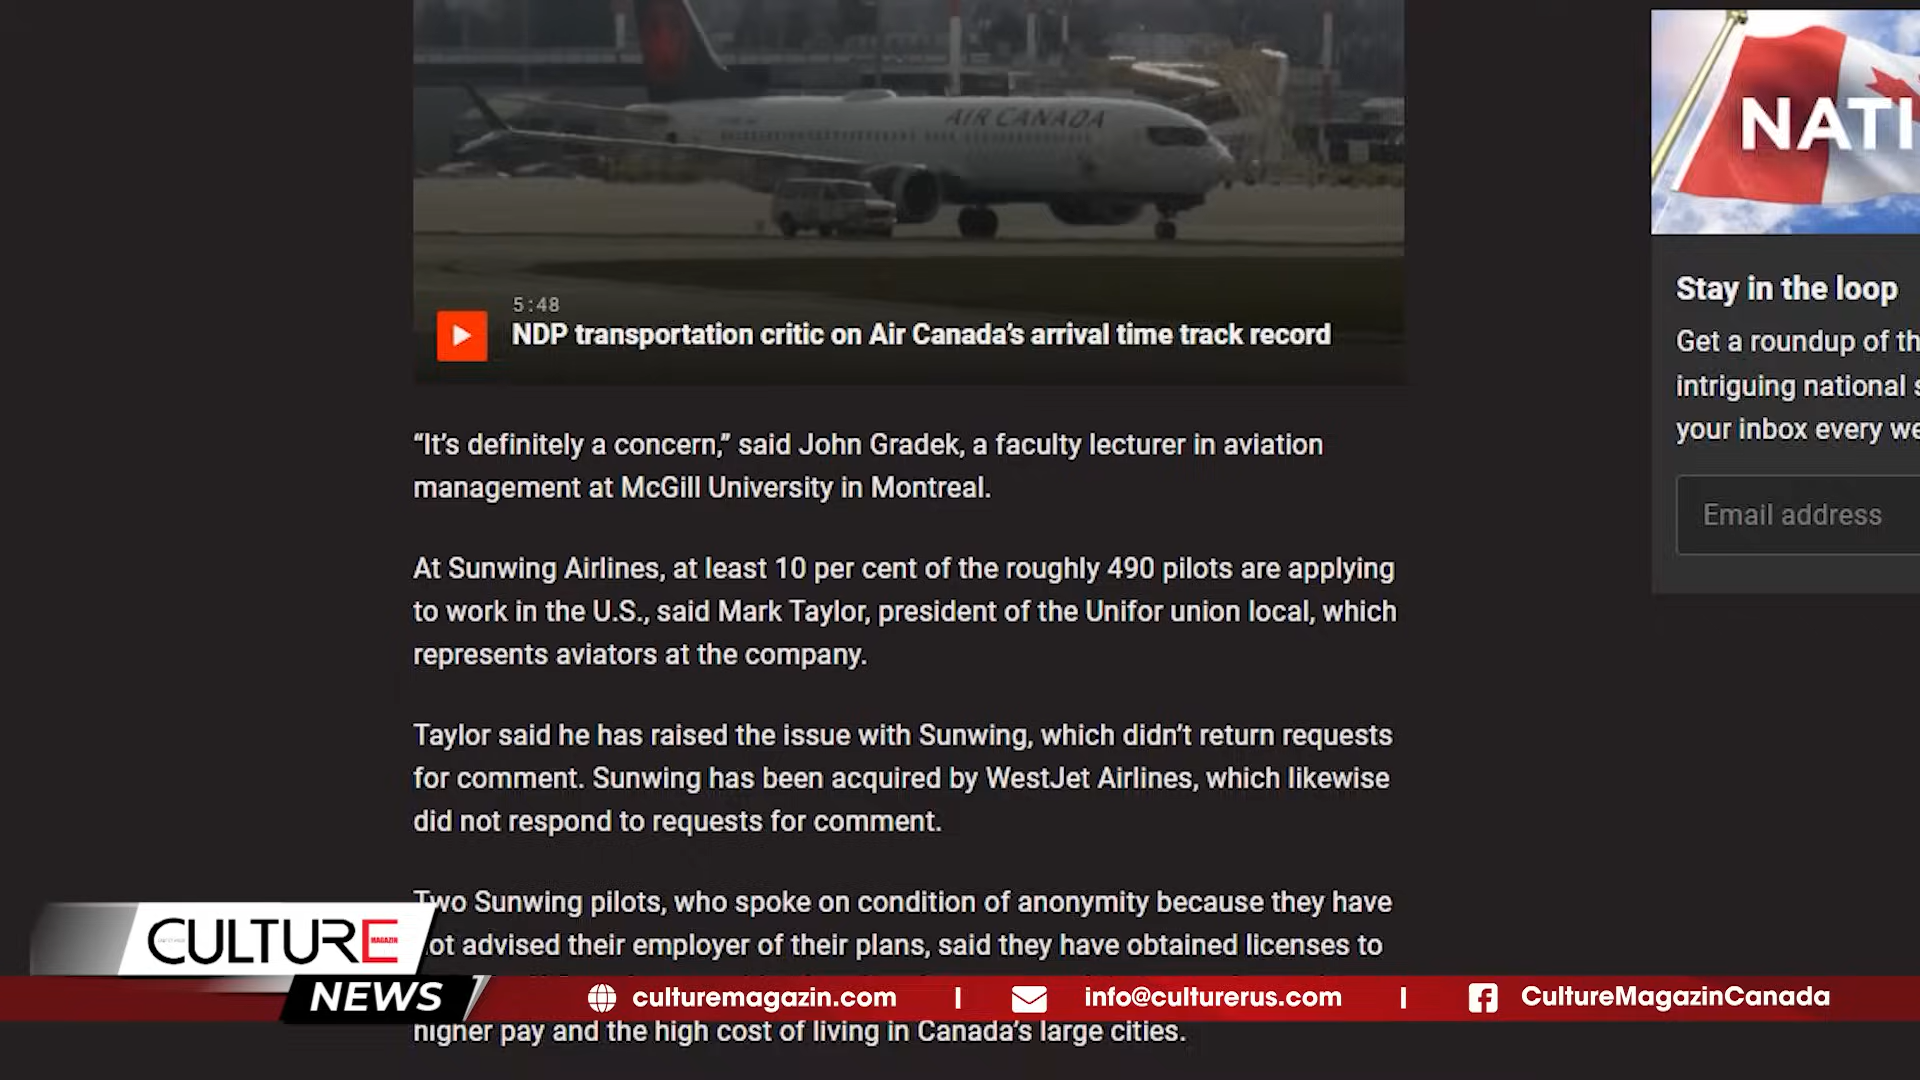 AIR CANADA
NATI
5:48
NDP transportation critic on Air Canada's arrival time track record
Stay in the loop
Get a roundup of th
intriguing national s
your inbox every we
Email address
“It’s definitely a concern,” said John Gradek, a faculty lecturer in aviation
management at McGill University in Montreal.
At Sunwing Airlines, at least 10 per cent of the roughly 490 pilots are applying
to work in the U.S., said Mark Taylor, president of the Unifor union local, which
represents aviators at the company.
Taylor said he has raised the issue with Sunwing, which didn’t return requests
for comment. Sunwing has been acquired by WestJet Airlines, which likewise
did not respond to requests for comment.
Two Sunwing pilots, who spoke on condition of anonymity because they have
ot advised their employer of their plans, said they have obtained licenses to
higher pay and the high cost of living in Canada’s large cities.
CULTURE
MAGAZIN
NEWS
culturemagazin.com | info@culturerus.com | CultureMagazinCanada